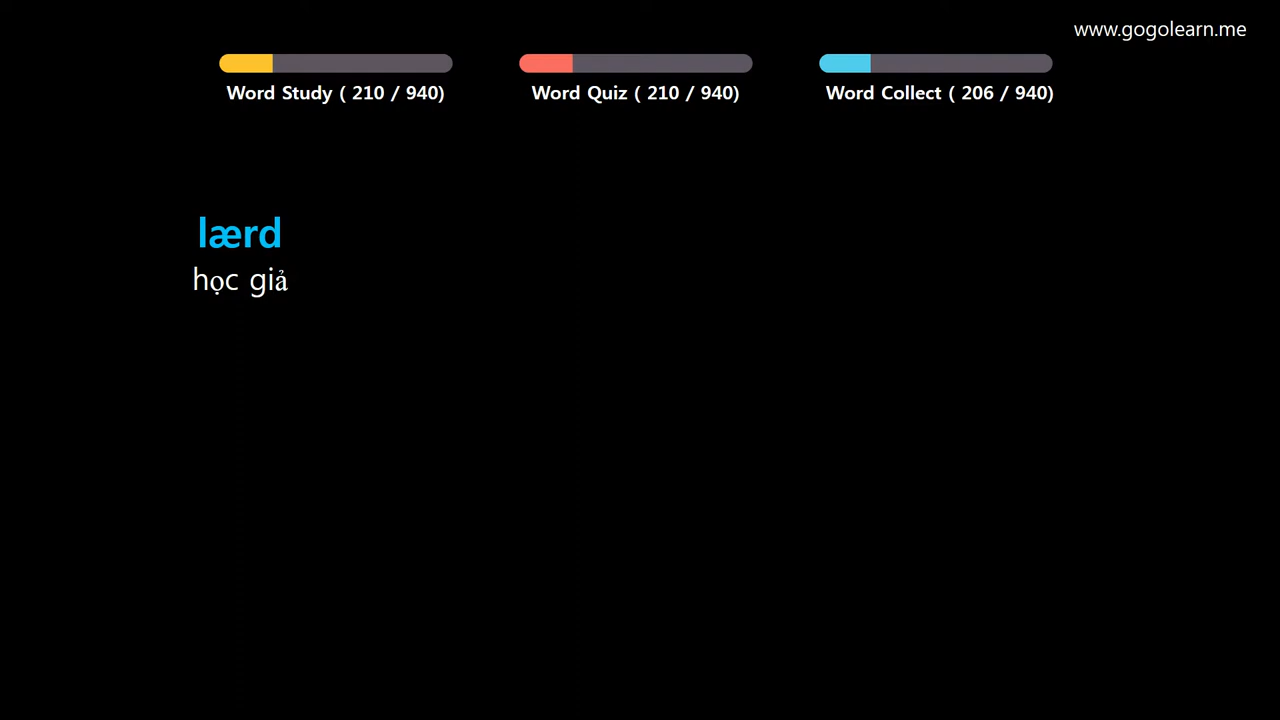 www.gogolearn.me
Word Study ( 210 / 940)
Word Quiz ( 210 / 940)
Word Collect ( 206 / 940)
lærd
học giả